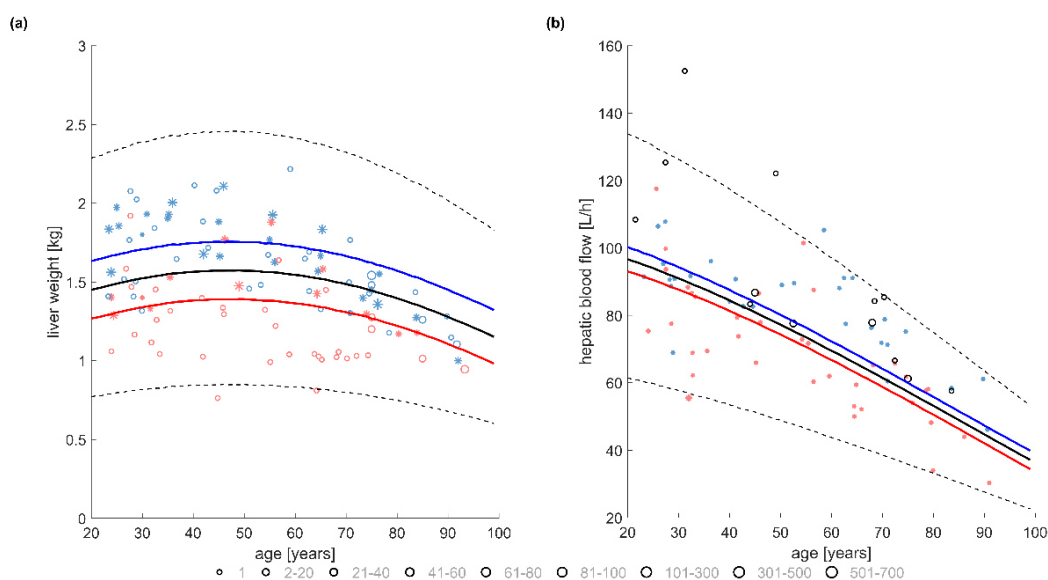 (a)
(b)
3
2.5
2
1.5
1
0.5
0
liver weight [kg]
20 30 40 50 60 70 80 90 100
age [years]
160
140
120
100
80
60
40
20
hepatic blood flow [L/h]
20 30 40 50 60 70 80 90 100
age [years]
1 2-20 21-40 41-60 61-80 81-100 101-300 301-500 501-700